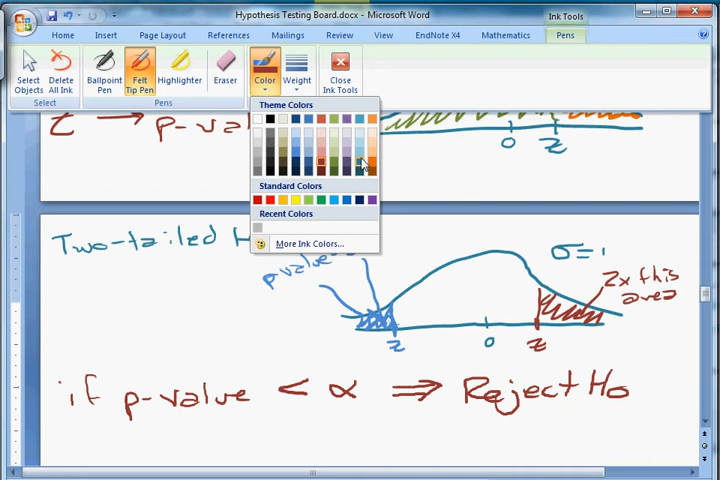 Hypothesis Testing Board.docx - Microsoft Word
Ink Tools
Home Insert Page Layout References Mailings Review View EndNote X4 Mathematics Pens
Select Objects
Delete All Ink
Ballpoint Pen
Felt Tip Pen
Highlighter
Eraser
Color
Weight
Close Ink Tools
Select Pens Close
Theme Colors
Standard Colors
Recent Colors
More Ink Colors...
z → p-value
0 z
Two-tailed H
σ=1
p-value=
2x this
area
z 0 z
if p-value < α ⇒ Reject Ho